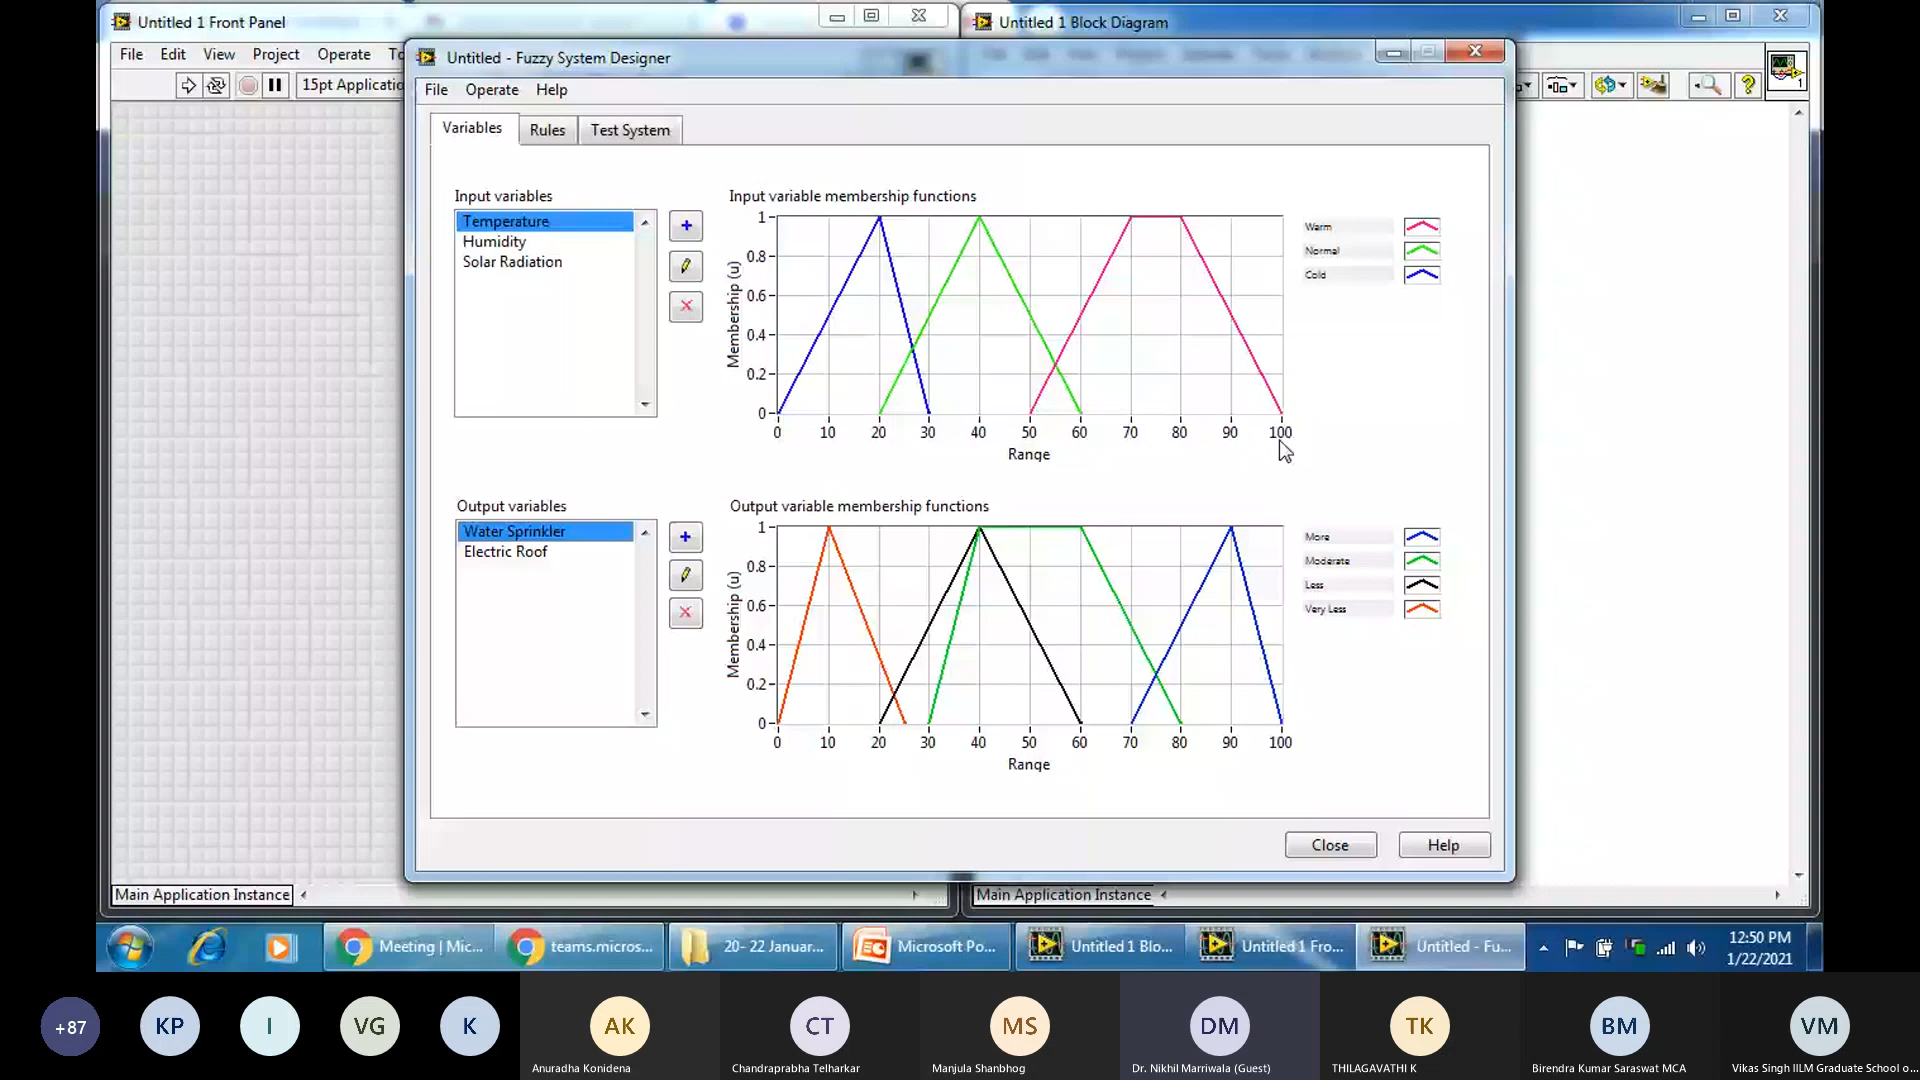 Untitled 1 Front Panel
Untitled 1 Block Diagram
File Edit View Project Operate To
15pt Applicatio
Untitled - Fuzzy System Designer
File Operate Help
Variables Rules Test System
Input variables
Temperature
Humidity
Solar Radiation
Input variable membership functions
Membership (u)
1
0.8
0.6
0.4
0.2
0
0 10 20 30 40 50 60 70 80 90 100
Range
Warm
Normal
Cold
Output variables
Water Sprinkler
Electric Roof
Output variable membership functions
Membership (u)
1
0.8
0.6
0.4
0.2
0
0 10 20 30 40 50 60 70 80 90 100
Range
More
Moderate
Less
Very Less
Close Help
Main Application Instance
Main Application Instance
Meeting | Mic...
teams.micros...
20- 22 Januar...
Microsoft Po...
Untitled 1 Blo...
Untitled 1 Fro...
Untitled - Fu...
12:50 PM
1/22/2021
+87 KP I VG K AK CT MS DM TK BM VM
Anuradha Konidena
Chandraprabha Telharkar
Manjula Shanbhog
Dr. Nikhil Marriwala (Guest)
THILAGAVATHI K
Birendra Kumar Saraswat MCA
Vikas Singh IILM Graduate School o...